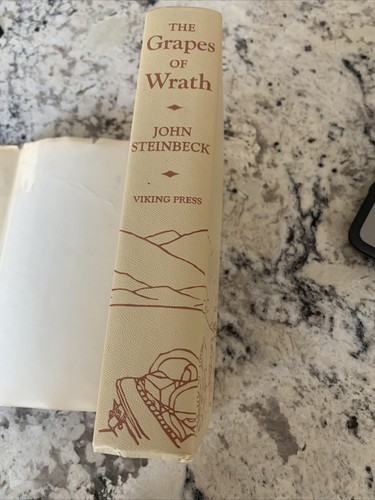 THE
Grapes
OF
Wrath
JOHN
STEINBECK
VIKING PRESS